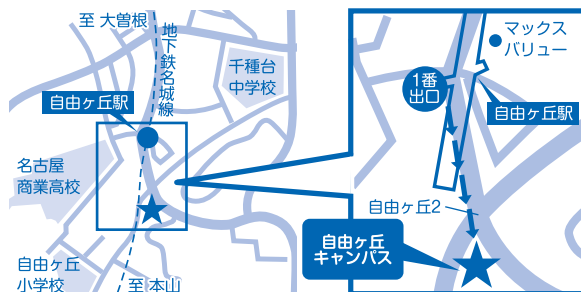 至 大曽根
地下鉄名城線
千種台
中学校
自由ヶ丘駅
名古屋
商業高校
自由ヶ丘
小学校
至 本山
マックス
バリュー
1番
出口
自由ヶ丘駅
自由ヶ丘2
自由ヶ丘
キャンパス